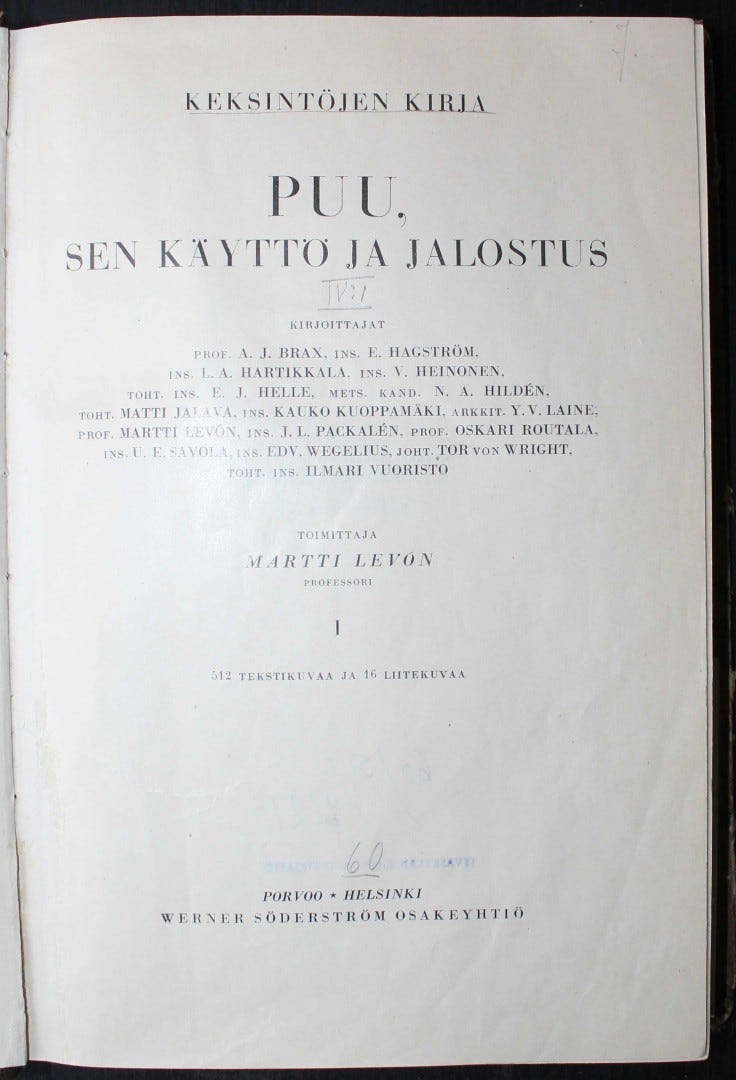 KEKSINTÖJEN KIRJA
PUU,
SEN KÄYTTÖ JA JALOSTUS
IV:1
KIRJOITTAJAT
PROF. A. J. BRAX, INS. E. HAGSTRÖM,
INS. L. A. HARTIKKALA, INS. V. HEINONEN,
TOHT. INS. E. J. HELLE, METS. KAND. N. A. HILDÉN,
TOHT. MATTI JALAVA, INS. KAUKO KUOPPAMÄKI, ARKKIT. Y. V. LAINE,
PROF. MARTTI LEVÓN, INS. J. L. PACKALÉN, PROF. OSKARI ROUTALA,
INS. U. E. SAVOLA, INS. EDV. WEGELIUS, JOHT. TOR VON WRIGHT,
TOHT. INS. ILMARI VUORISTO
TOIMITTAJA
MARTTI LEVÓN
PROFESSORI
I
512 TEKSTIKUVAA JA 16 LIITEKUVAA
60
PORVOO ★ HELSINKI
WERNER SÖDERSTRÖM OSAKEYHTIÖ